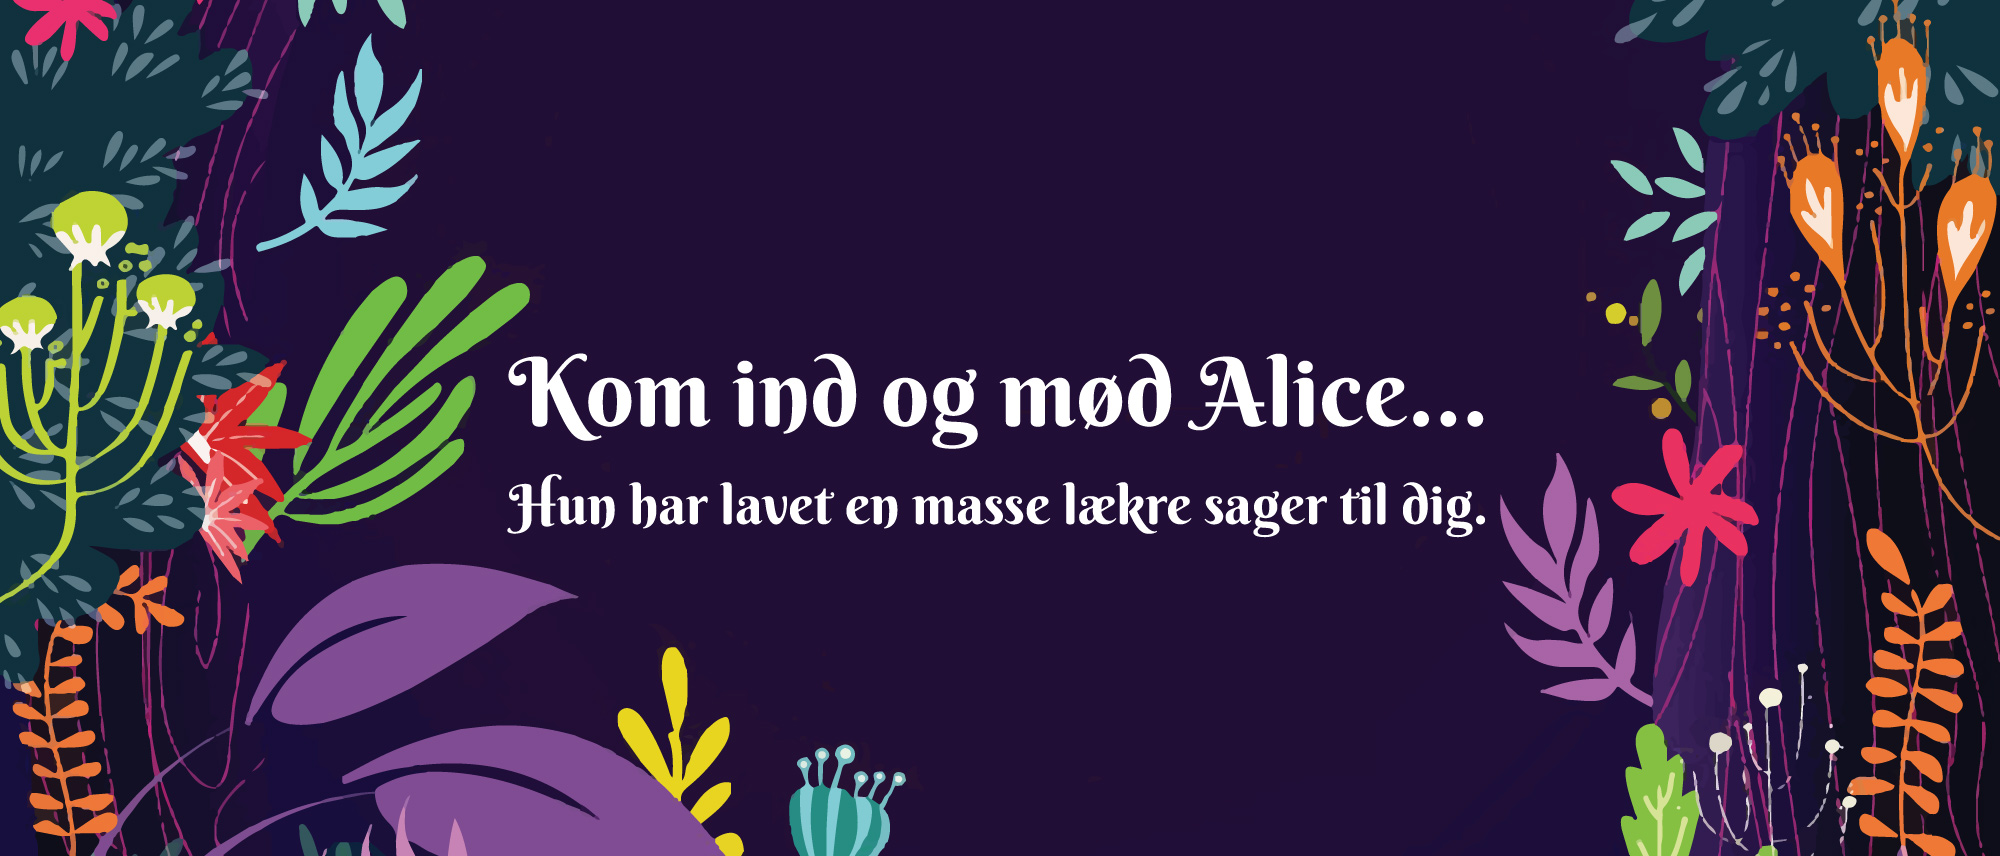 Kom ind og mød Alice...
Hun har lavet en masse lækre sager til dig.